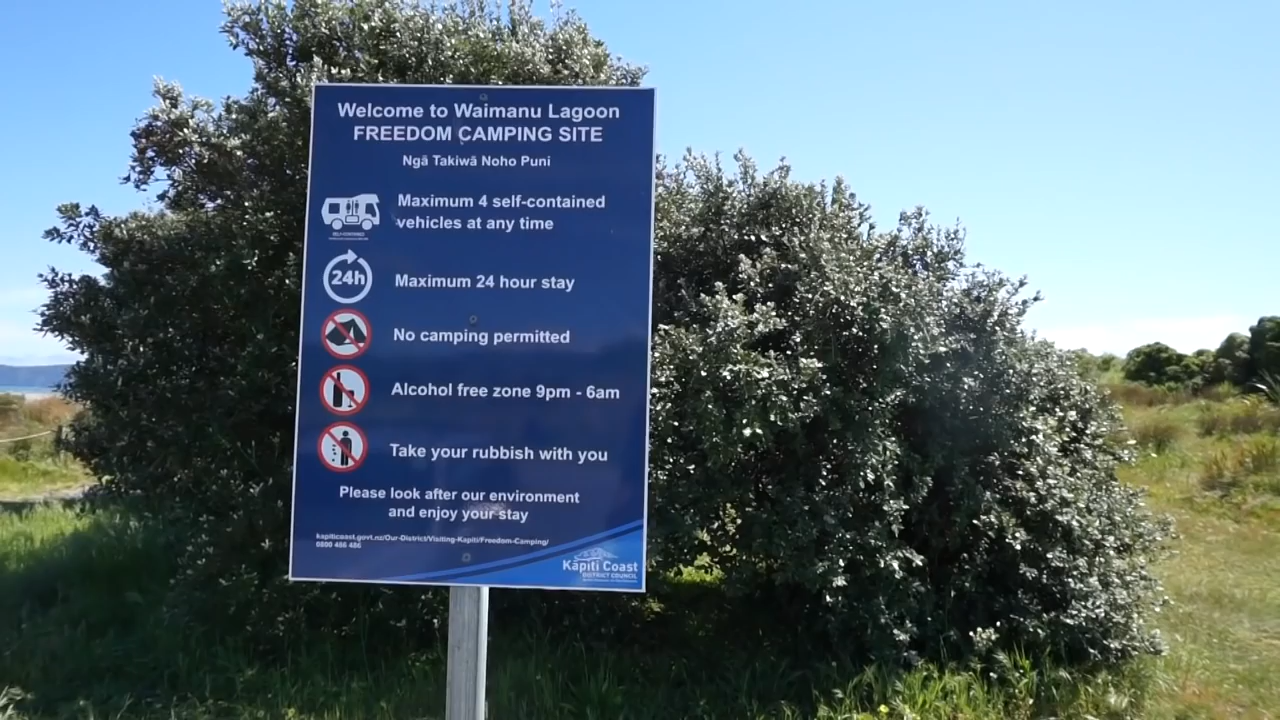 Welcome to Waimanu Lagoon
FREEDOM CAMPING SITE
Ngā Takiwā Noho Puni
Maximum 4 self-contained
vehicles at any time
SELF-CONTAINED
24h
Maximum 24 hour stay
No camping permitted
Alcohol free zone 9pm - 6am
Take your rubbish with you
Please look after our environment
and enjoy your stay
kapiticoast.govt.nz/Our-District/Visiting-Kapiti/Freedom-Camping/
0800 486 486
Kāpiti Coast
DISTRICT COUNCIL